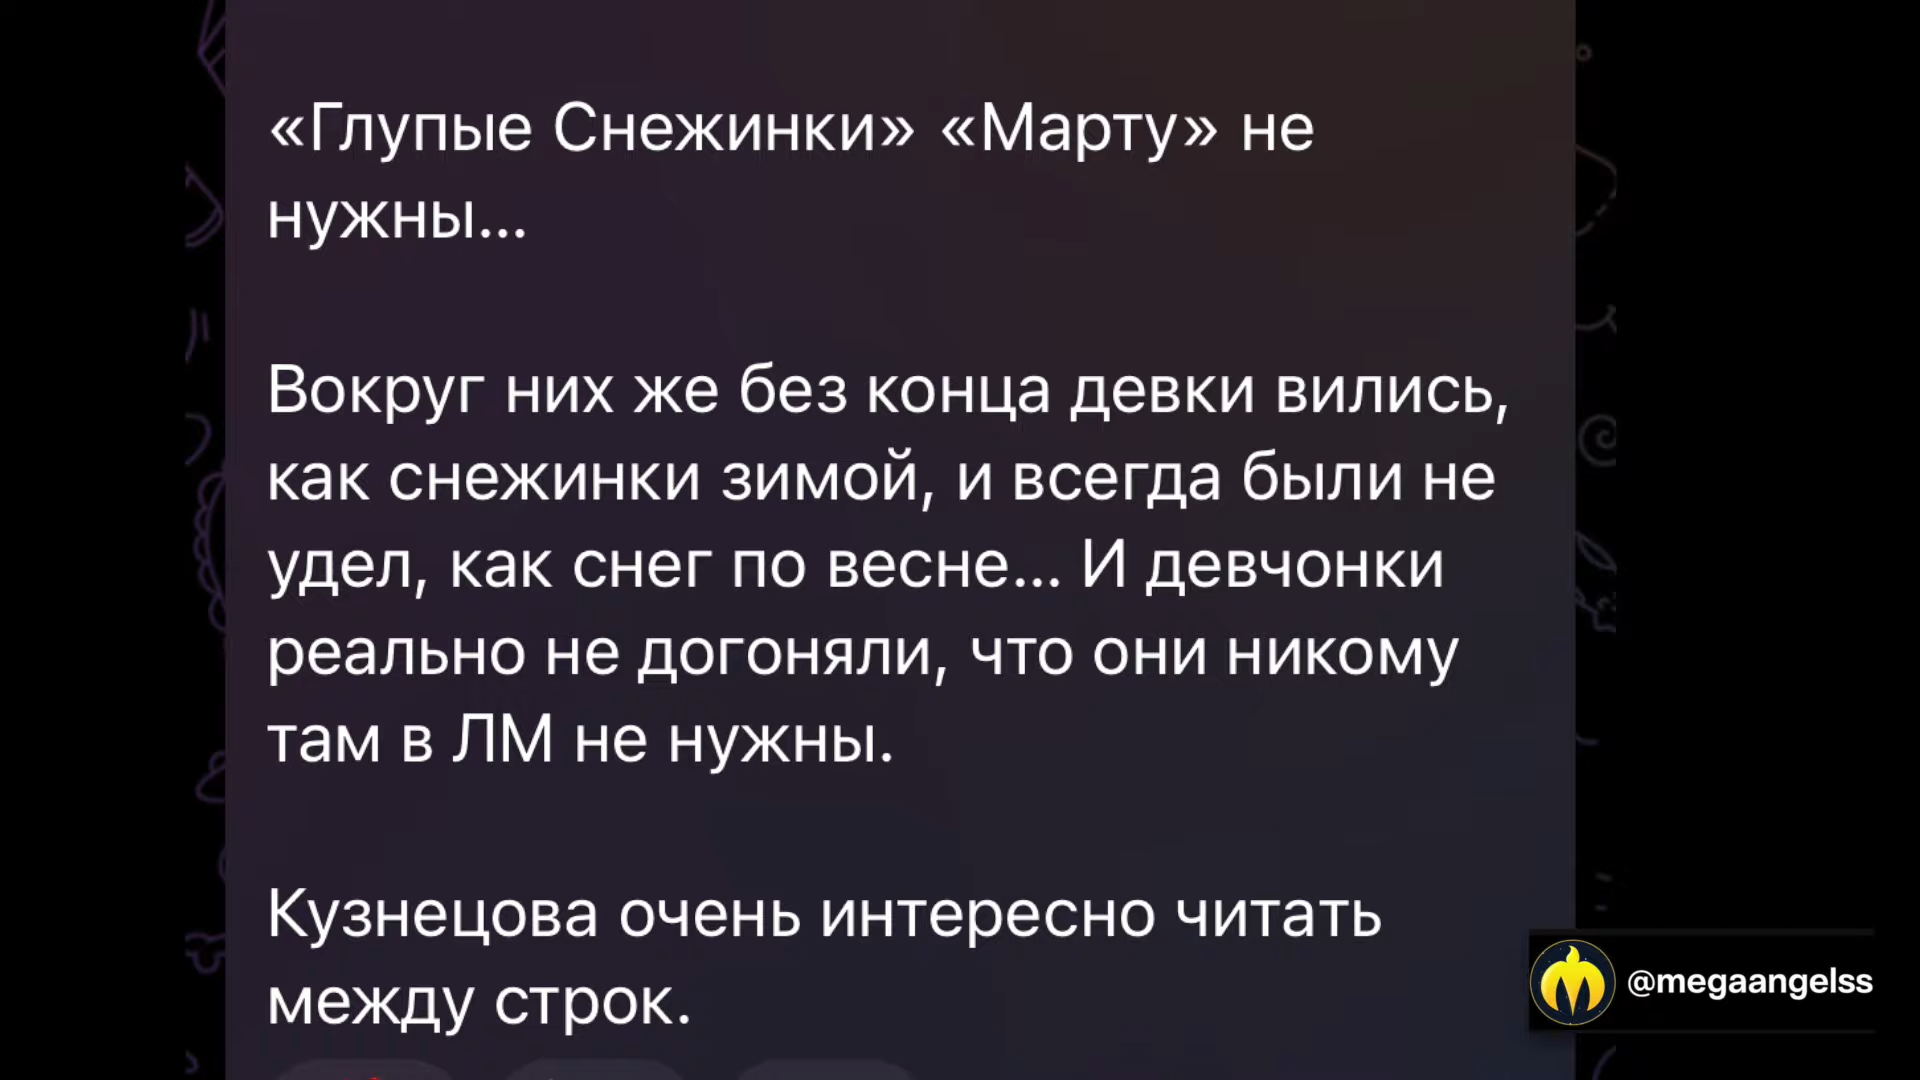 «Глупые Снежинки» «Марту» не
нужны...
Вокруг них же без конца девки вились,
как снежинки зимой, и всегда были не
удел, как снег по весне... И девчонки
реально не догоняли, что они никому
там в ЛМ не нужны.
Кузнецова очень интересно читать
между строк.
@megaangelss